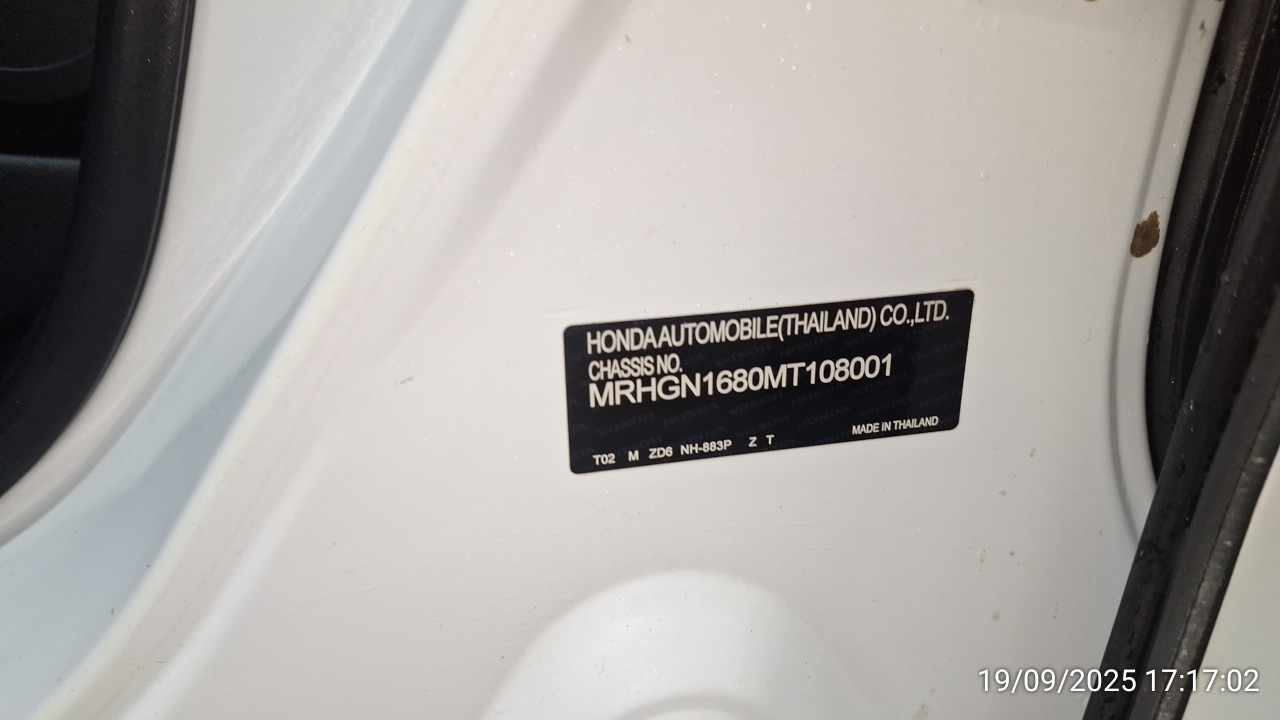 HONDA AUTOMOBILE(THAILAND) CO.,LTD.
CHASSIS NO.
MRHGN1680MT108001
T02 M ZD6 NH-883P Z T
MADE IN THAILAND
19/09/2025 17:17:02